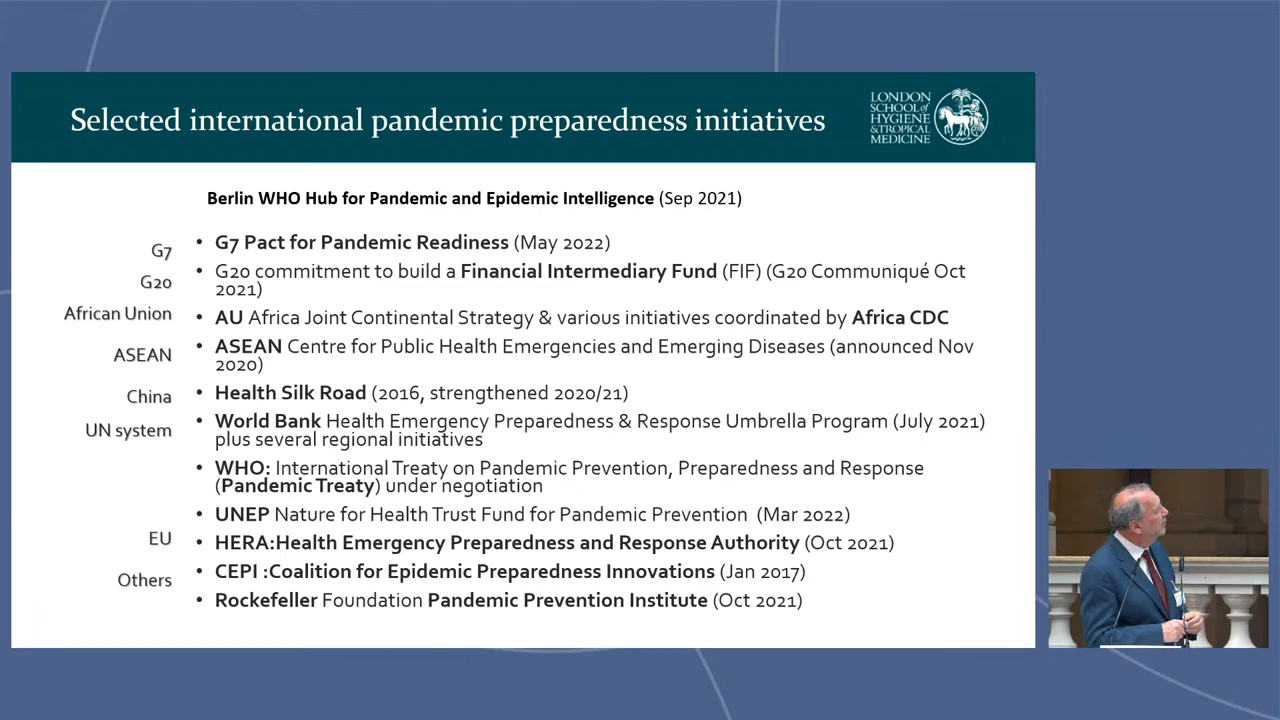 Selected international pandemic preparedness initiatives
LONDON
SCHOOL of
HYGIENE
& TROPICAL
MEDICINE
Berlin WHO Hub for Pandemic and Epidemic Intelligence (Sep 2021)
G7
• G7 Pact for Pandemic Readiness (May 2022)
G20
• G20 commitment to build a Financial Intermediary Fund (FIF) (G20 Communiqué Oct
2021)
African Union
• AU Africa Joint Continental Strategy & various initiatives coordinated by Africa CDC
ASEAN
• ASEAN Centre for Public Health Emergencies and Emerging Diseases (announced Nov
2020)
China
• Health Silk Road (2016, strengthened 2020/21)
UN system
• World Bank Health Emergency Preparedness & Response Umbrella Program (July 2021)
plus several regional initiatives
• WHO: International Treaty on Pandemic Prevention, Preparedness and Response
(Pandemic Treaty) under negotiation
• UNEP Nature for Health Trust Fund for Pandemic Prevention (Mar 2022)
EU
• HERA:Health Emergency Preparedness and Response Authority (Oct 2021)
Others
• CEPI :Coalition for Epidemic Preparedness Innovations (Jan 2017)
• Rockefeller Foundation Pandemic Prevention Institute (Oct 2021)